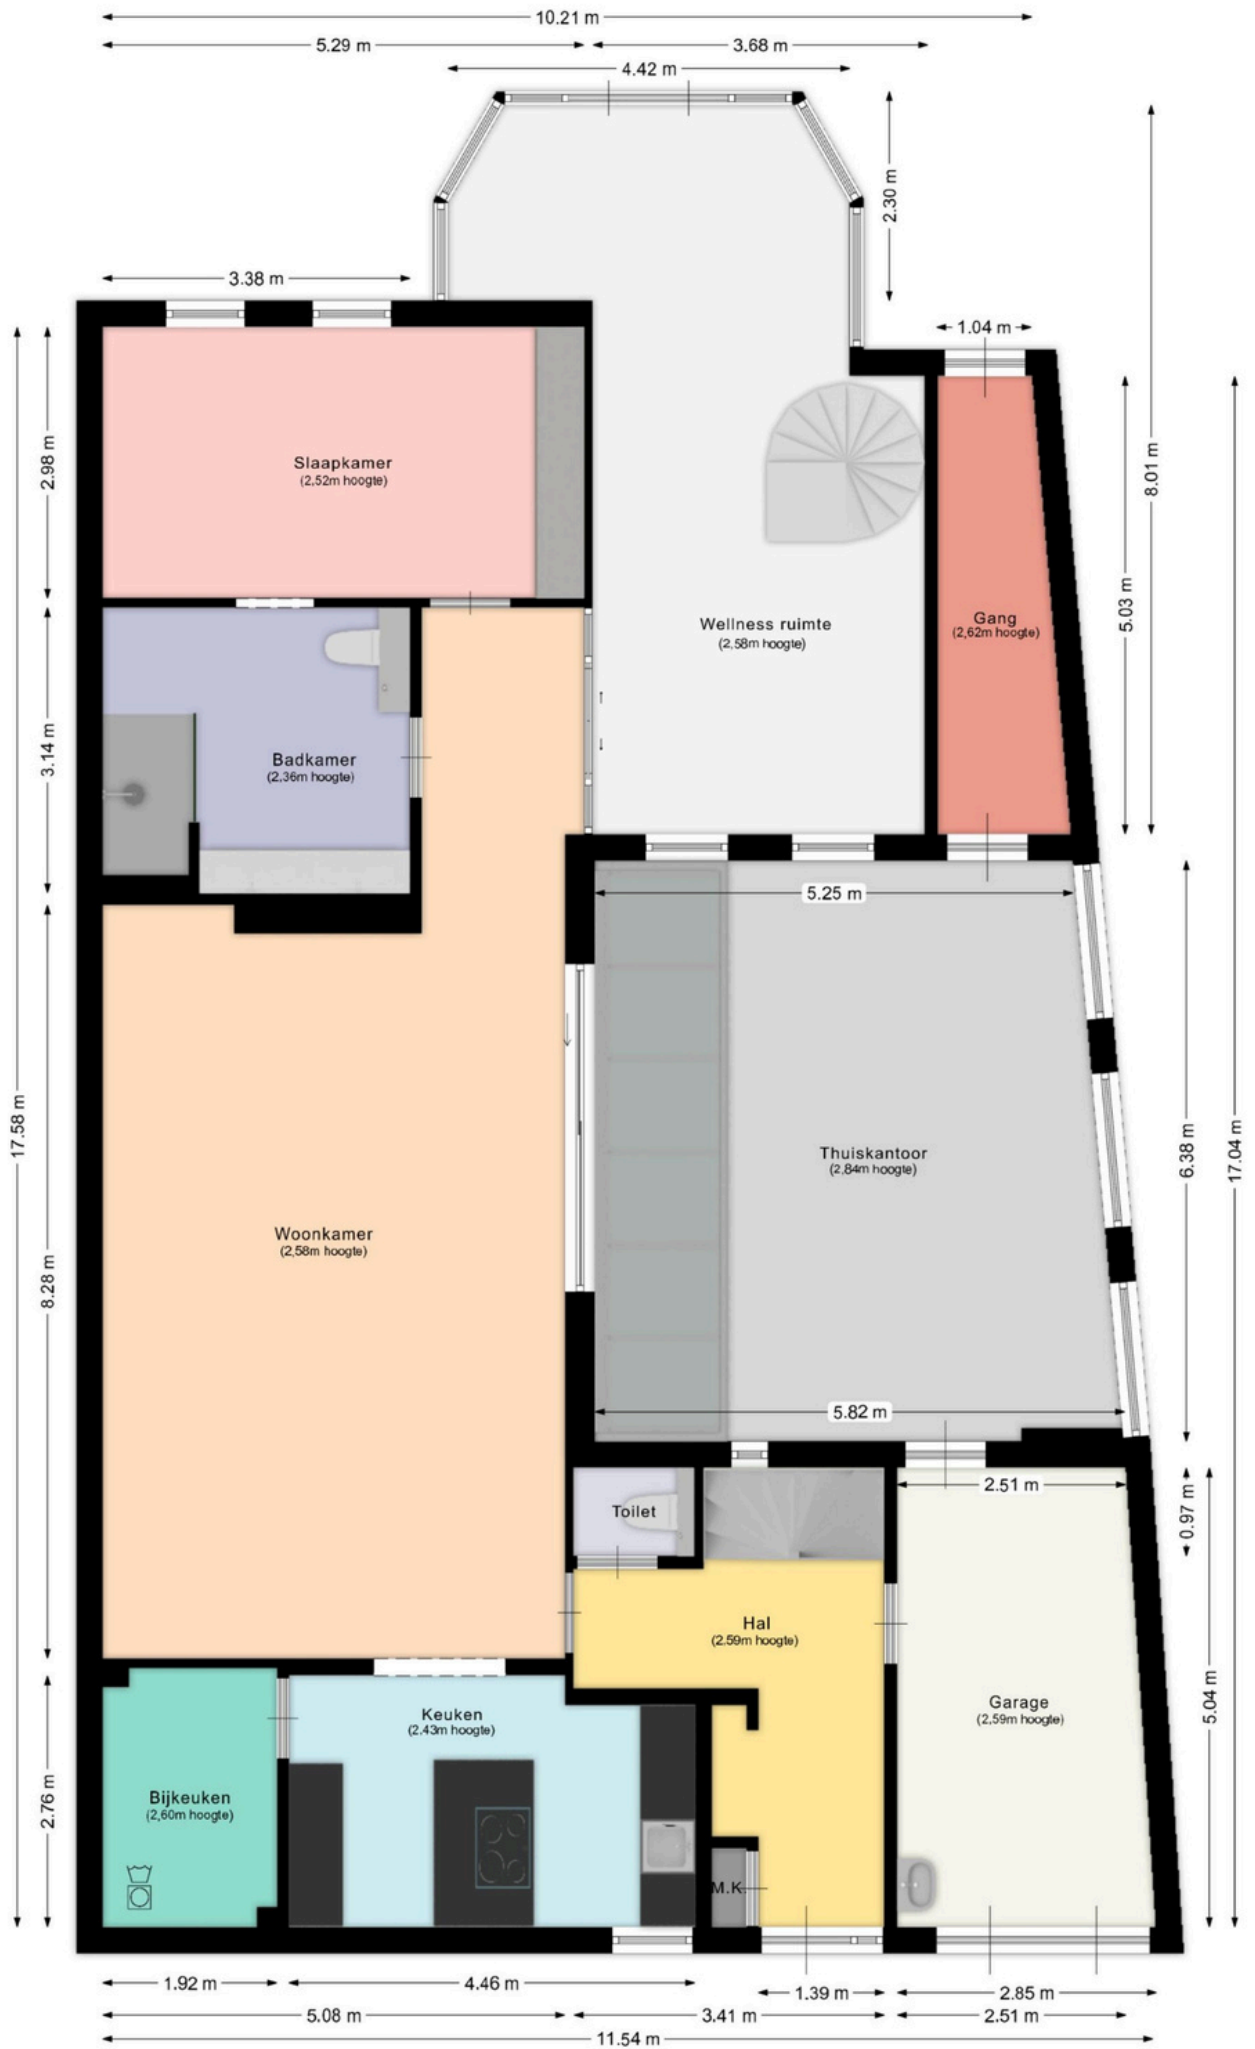 10.21 m
5.29 m
3.68 m
4.42 m
2.30 m
3.38 m
1.04 m
2.98 m
Slaapkamer
(2,52m hoogte)
8.01 m
5.03 m
Wellness ruimte
(2,58m hoogte)
Gang
(2,62m hoogte)
3.14 m
Badkamer
(2,36m hoogte)
5.25 m
17.58 m
17.04 m
6.38 m
Thuiskantoor
(2,84m hoogte)
Woonkamer
(2,58m hoogte)
8.28 m
5.82 m
2.51 m
0.97 m
Toilet
Hal
(2.59m hoogte)
5.04 m
Garage
(2,59m hoogte)
Keuken
(2.43m hoogte)
Bijkeuken
(2,60m hoogte)
2.76 m
M.K.
1.92 m
4.46 m
1.39 m
2.85 m
5.08 m
3.41 m
2.51 m
11.54 m